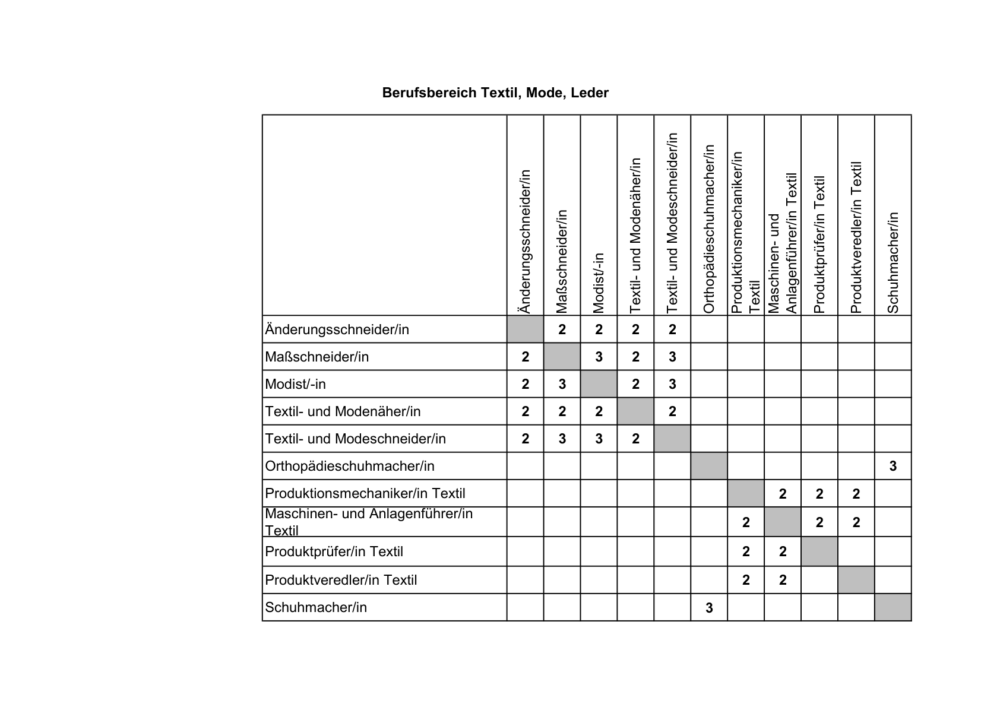 Berufsbereich Textil, Mode, Leder
Änderungsschneider/in
Maßschneider/in
Modist/-in
Textil- und Modenäher/in
Textil- und Modeschneider/in
Orthopädieschuhmacher/in
Produktionsmechaniker/in
Textil
Maschinen- und
Anlagenführer/in Textil
Produktprüfer/in Textil
Produktveredler/in Textil
Schuhmacher/in
Änderungsschneider/in 2 2 2 2
Maßschneider/in 2 3 2 3
Modist/-in 2 3 2 3
Textil- und Modenäher/in 2 2 2 2
Textil- und Modeschneider/in 2 3 3 2
Orthopädieschuhmacher/in 3
Produktionsmechaniker/in Textil 2 2 2
Maschinen- und Anlagenführer/in
Textil 2 2 2
Produktprüfer/in Textil 2 2
Produktveredler/in Textil 2 2
Schuhmacher/in 3